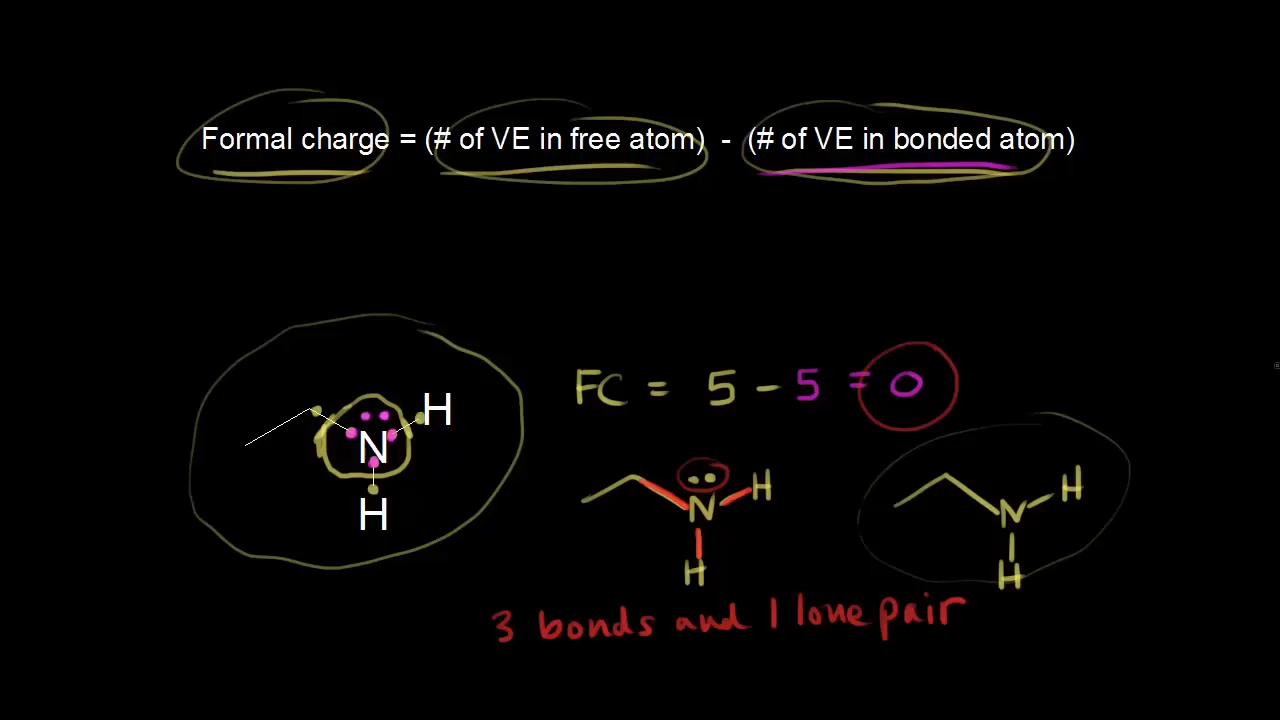 Formal charge = (# of VE in free atom) - (# of VE in bonded atom)
FC = 5 - 5 = 0
H
N
H
N
H
H
N
H
H
3 bonds and 1 lone pair